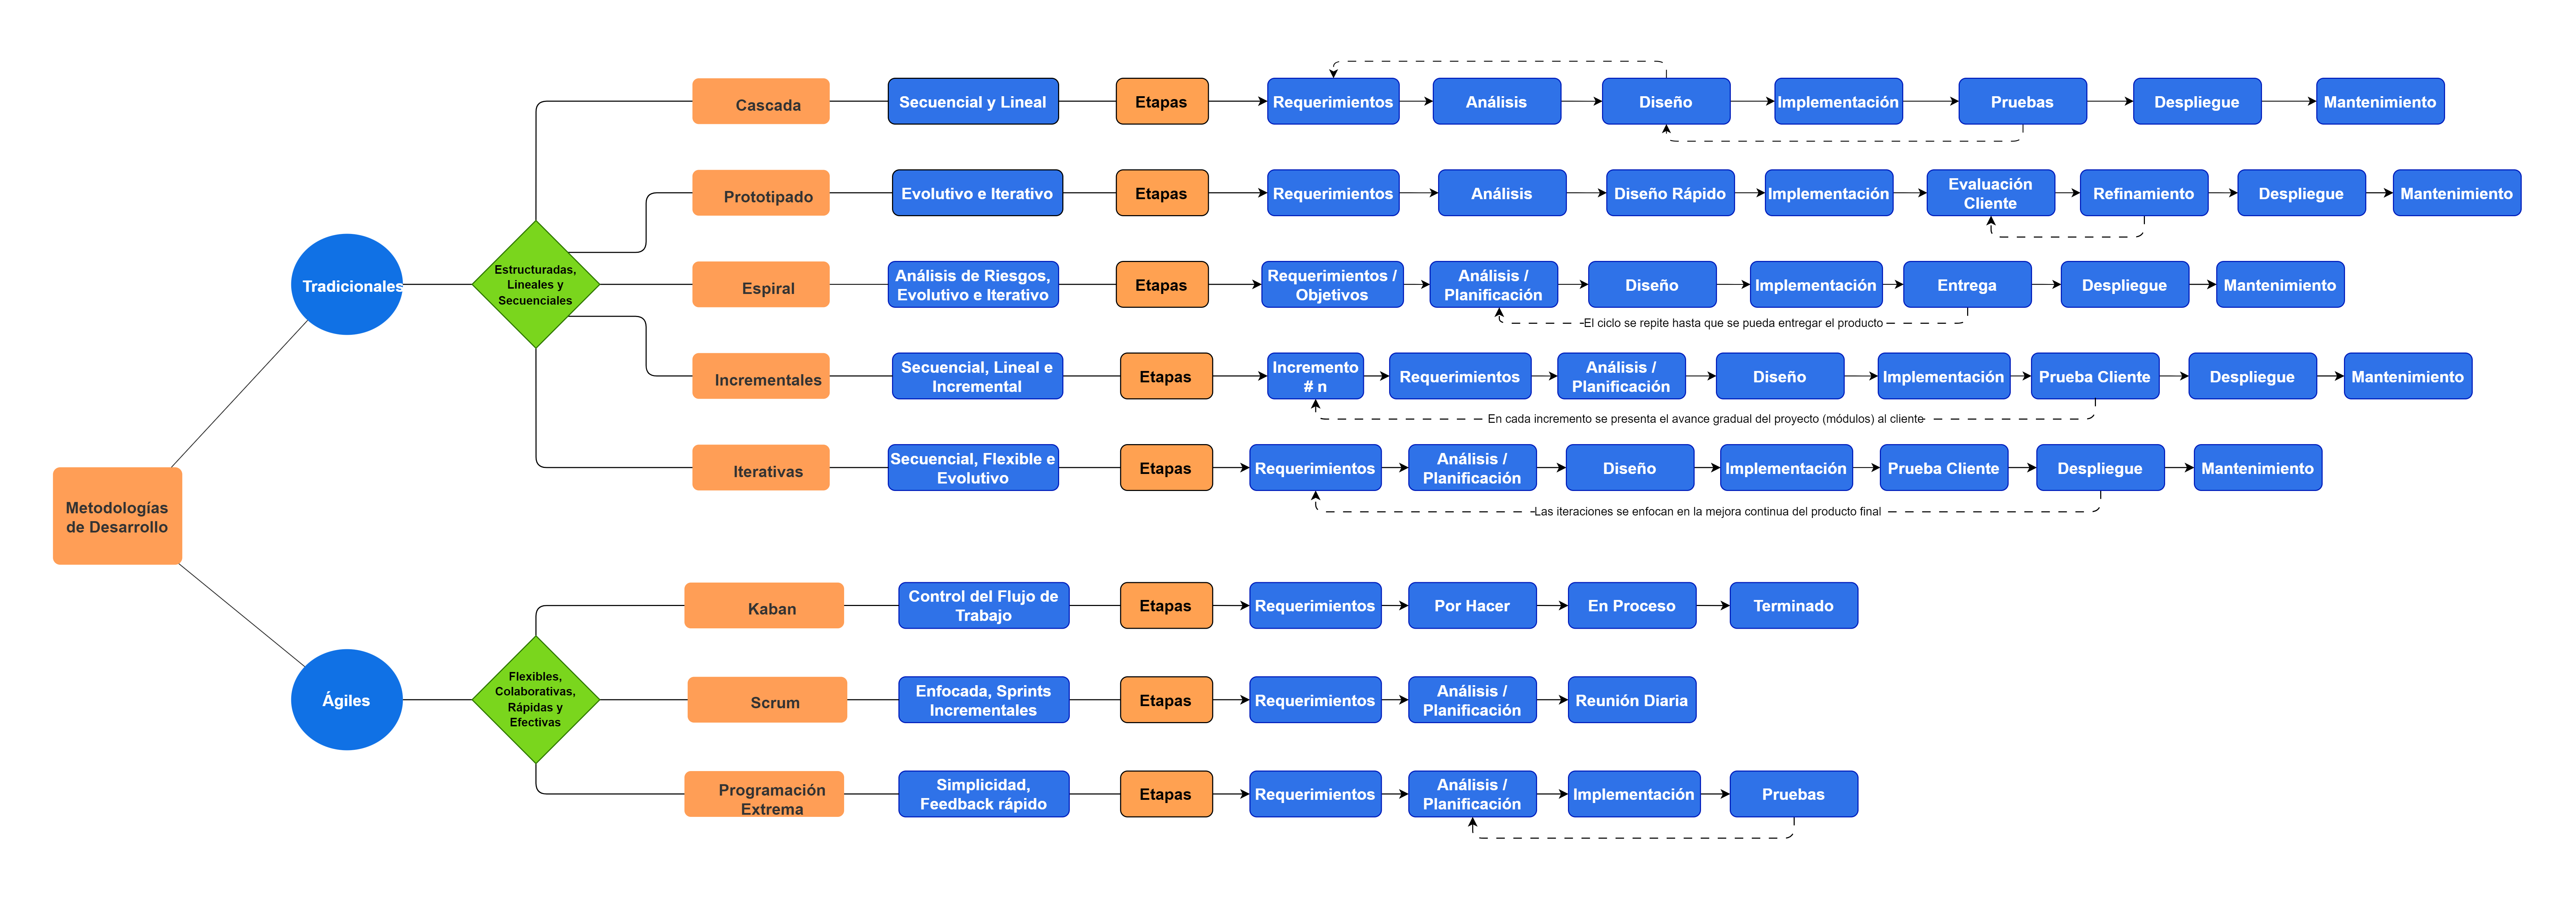 Cascada
Secuencial y Lineal
Etapas
Requerimientos
Análisis
Diseño
Implementación
Pruebas
Despliegue
Mantenimiento
Prototipado
Evolutivo e Iterativo
Etapas
Requerimientos
Análisis
Diseño Rápido
Implementación
Evaluación
Cliente
Refinamiento
Despliegue
Mantenimiento
Tradicionales
Estructuradas,
Lineales y
Secuenciales
Espiral
Análisis de Riesgos,
Evolutivo e Iterativo
Etapas
Requerimientos /
Objetivos
Análisis /
Planificación
Diseño
Implementación
Entrega
Despliegue
Mantenimiento
El ciclo se repite hasta que se pueda entregar el producto
Incrementales
Secuencial, Lineal e
Incremental
Etapas
Incremento
# n
Requerimientos
Análisis /
Planificación
Diseño
Implementación
Prueba Cliente
Despliegue
Mantenimiento
En cada incremento se presenta el avance gradual del proyecto (módulos) al cliente
Iterativas
Secuencial, Flexible e
Evolutivo
Etapas
Requerimientos
Análisis /
Planificación
Diseño
Implementación
Prueba Cliente
Despliegue
Mantenimiento
Las iteraciones se enfocan en la mejora continua del producto final
Metodologías
de Desarrollo
Kaban
Control del Flujo de
Trabajo
Etapas
Requerimientos
Por Hacer
En Proceso
Terminado
Ágiles
Flexibles,
Colaborativas,
Rápidas y
Efectivas
Scrum
Enfocada, Sprints
Incrementales
Etapas
Requerimientos
Análisis /
Planificación
Reunión Diaria
Programación
Extrema
Simplicidad,
Feedback rápido
Etapas
Requerimientos
Análisis /
Planificación
Implementación
Pruebas